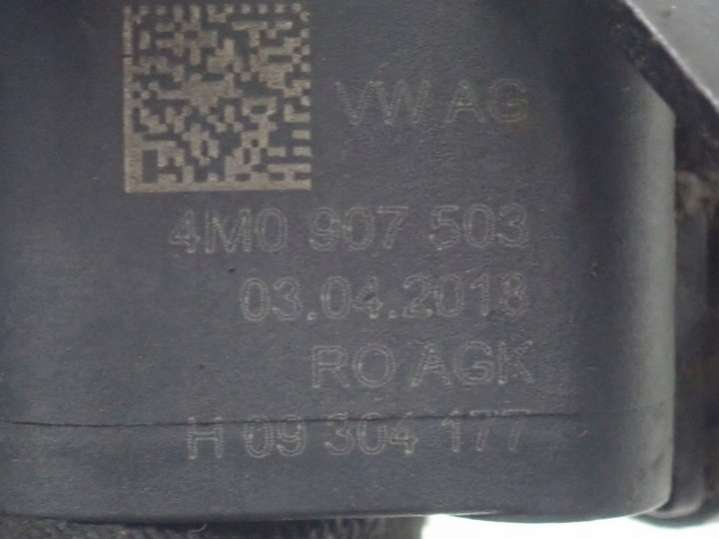 VW AG
4M0 907 503
03.04.2018
RO AGK
H 09 304 177